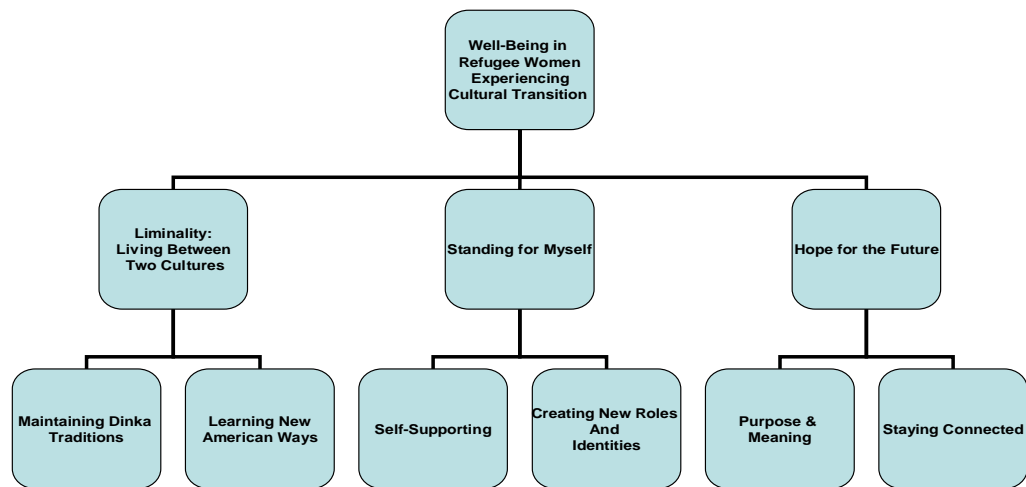 Well-Being in
Refugee Women
Experiencing
Cultural Transition
Liminality:
Living Between
Two Cultures
Standing for Myself
Hope for the Future
Maintaining Dinka
Traditions
Learning New
American Ways
Self-Supporting
Creating New Roles
And
Identities
Purpose &
Meaning
Staying Connected